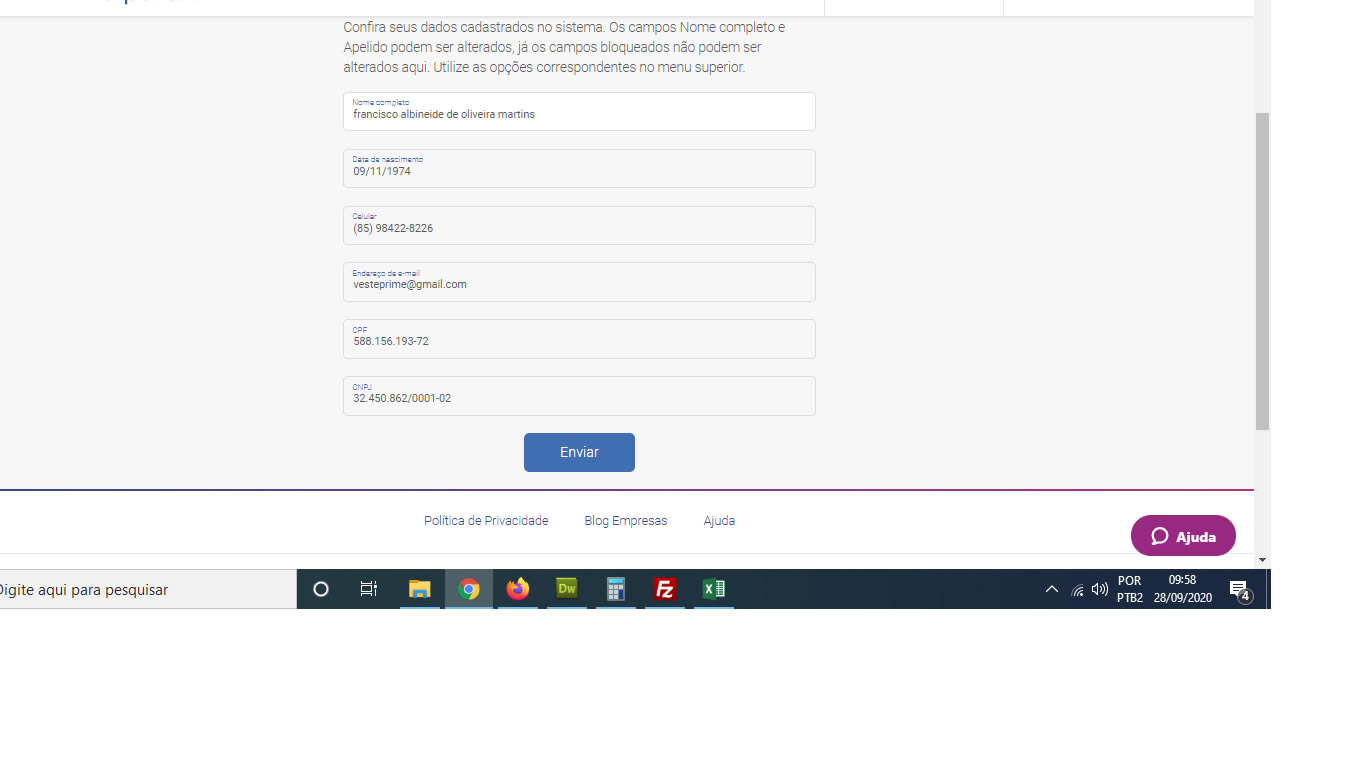 Confira seus dados cadastrados no sistema. Os campos Nome completo e
Apelido podem ser alterados, já os campos bloqueados não podem ser
alterados aqui. Utilize as opções correspondentes no menu superior.
Nome completo
francisco albineide de oliveira martins
Data de nascimento
09/11/1974
Celular
(85) 98422-8226
Endereço de e-mail
vesteprime@gmail.com
CPF
588.156.193-72
CNPJ
32.450.862/0001-02
Enviar
Política de Privacidade Blog Empresas Ajuda
Ajuda
Digite aqui para pesquisar
Dw
Fz
X
POR 09:58
PTB2 28/09/2020
4